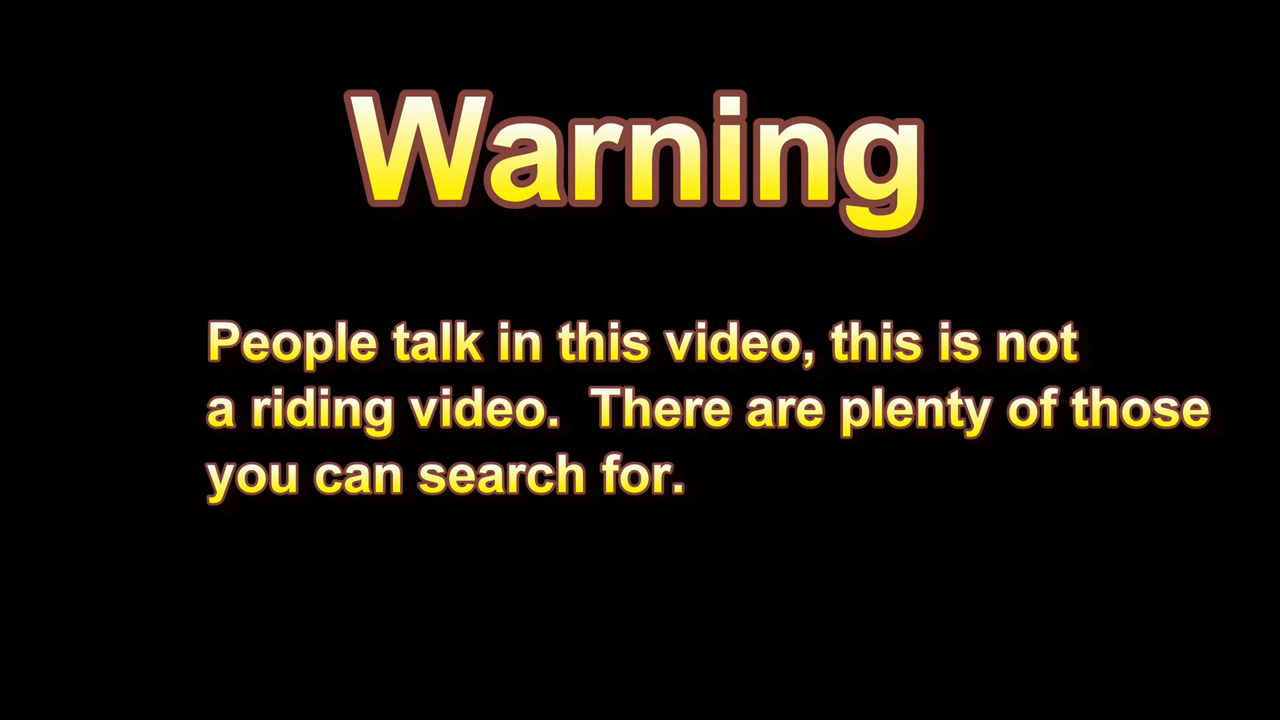 Warning
People talk in this video, this is not
a riding video.  There are plenty of those
you can search for.